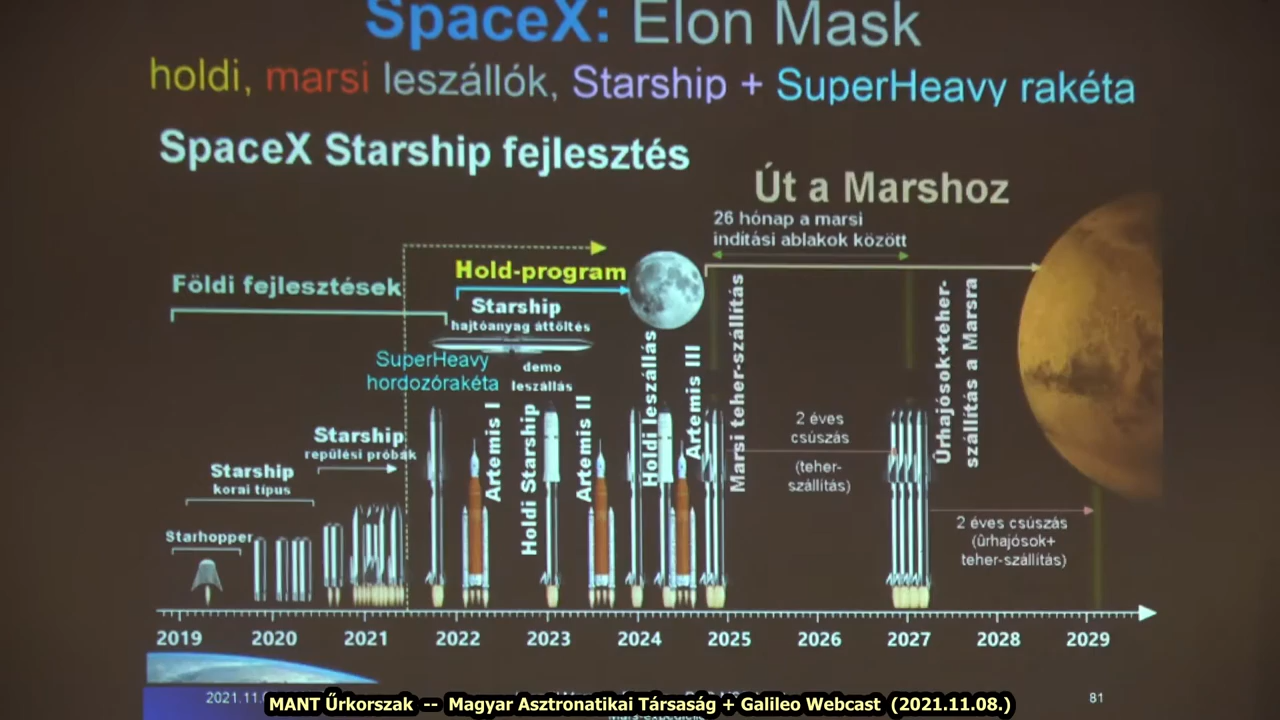 SpaceX: Elon Mask
holdi, marsi leszállók, Starship + SuperHeavy rakéta
SpaceX Starship fejlesztés
Út a Marshoz
26 hónap a marsi
indítási ablakok között
Hold-program
Földi fejlesztések
Starship
hajtóanyag áttöltés
SuperHeavy
hordozórakéta
demo
leszállás
Starship
repülési próbák
Starship
korai típus
Starhopper
Artemis I
Holdi Starship
Artemis II
Holdi leszállás
Artemis III
Marsi teher-szállítás
2 éves
csúszás
(teher-
szállítás)
Űrhajósok+teher-
szállítás a Marsra
2 éves csúszás
(ûrhajósok+
teher-szállítás)
2019 2020 2021 2022 2023 2024 2025 2026 2027 2028 2029
2021.11.
81
MANT Űrkorszak -- Magyar Asztronatikai Társaság + Galileo Webcast (2021.11.08.)